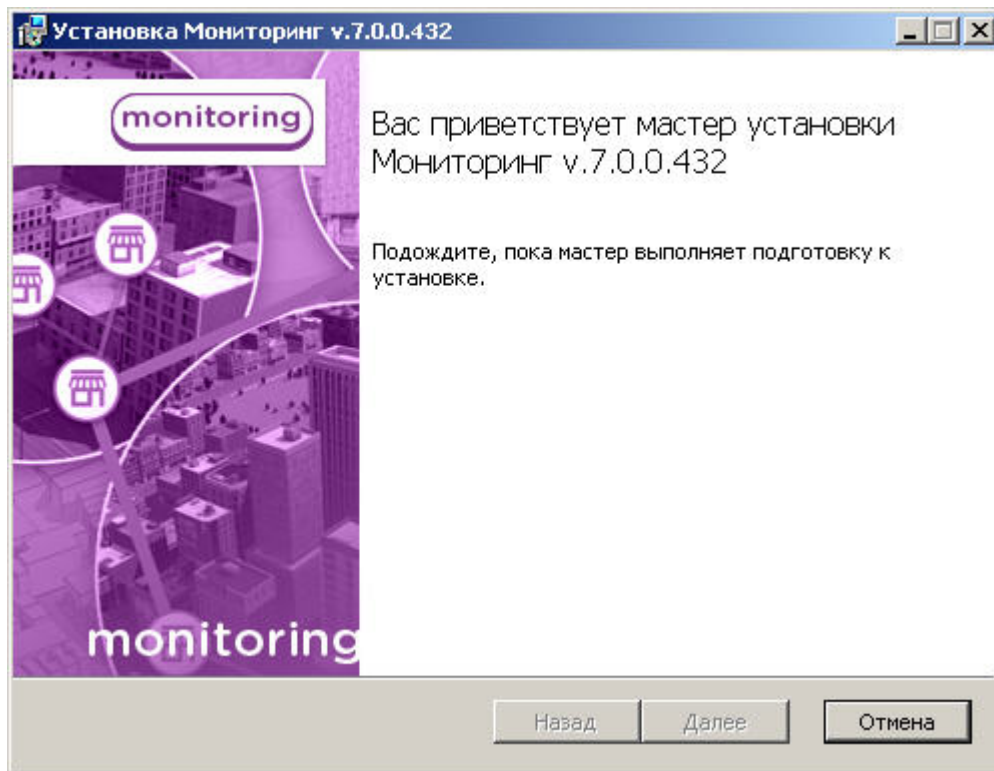 Установка Мониторинг v.7.0.0.432
monitoring
Вас приветствует мастер установки
Мониторинг v.7.0.0.432
Подождите, пока мастер выполняет подготовку к
установке.
monitoring
Назад
Далее
Отмена